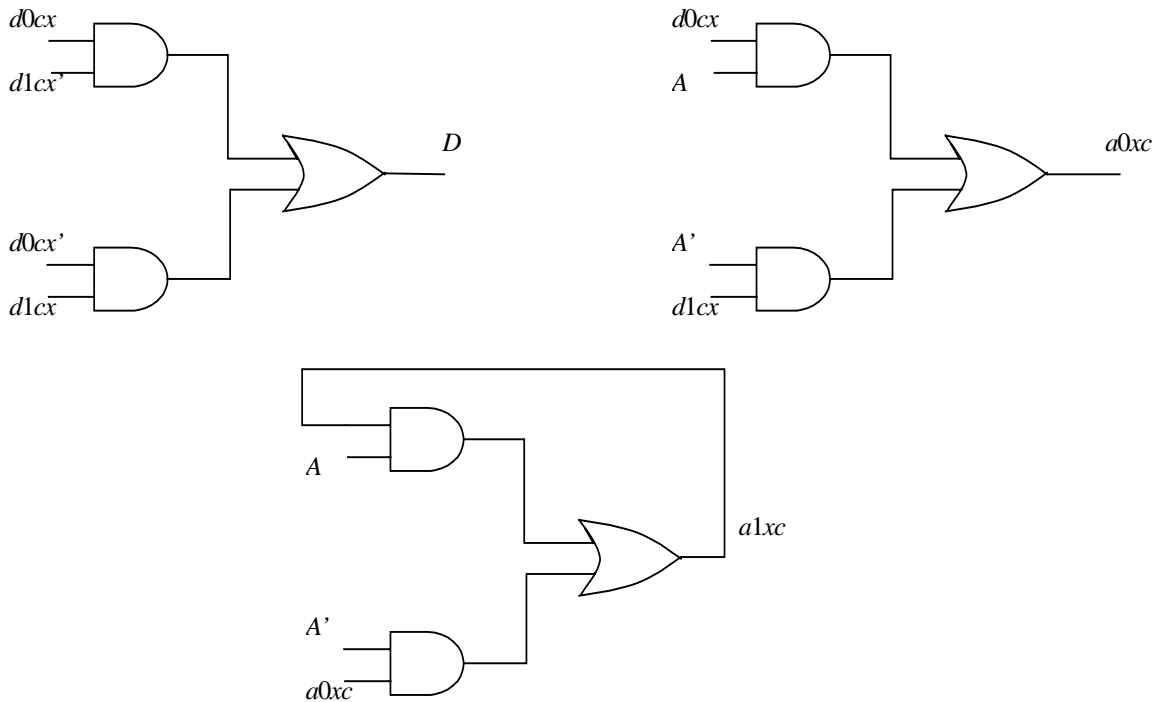 d0cx
d1cx’
D
d0cx’
d1cx
d0cx
A
a0xc
A’
d1cx
A
a1xc
A’
a0xc